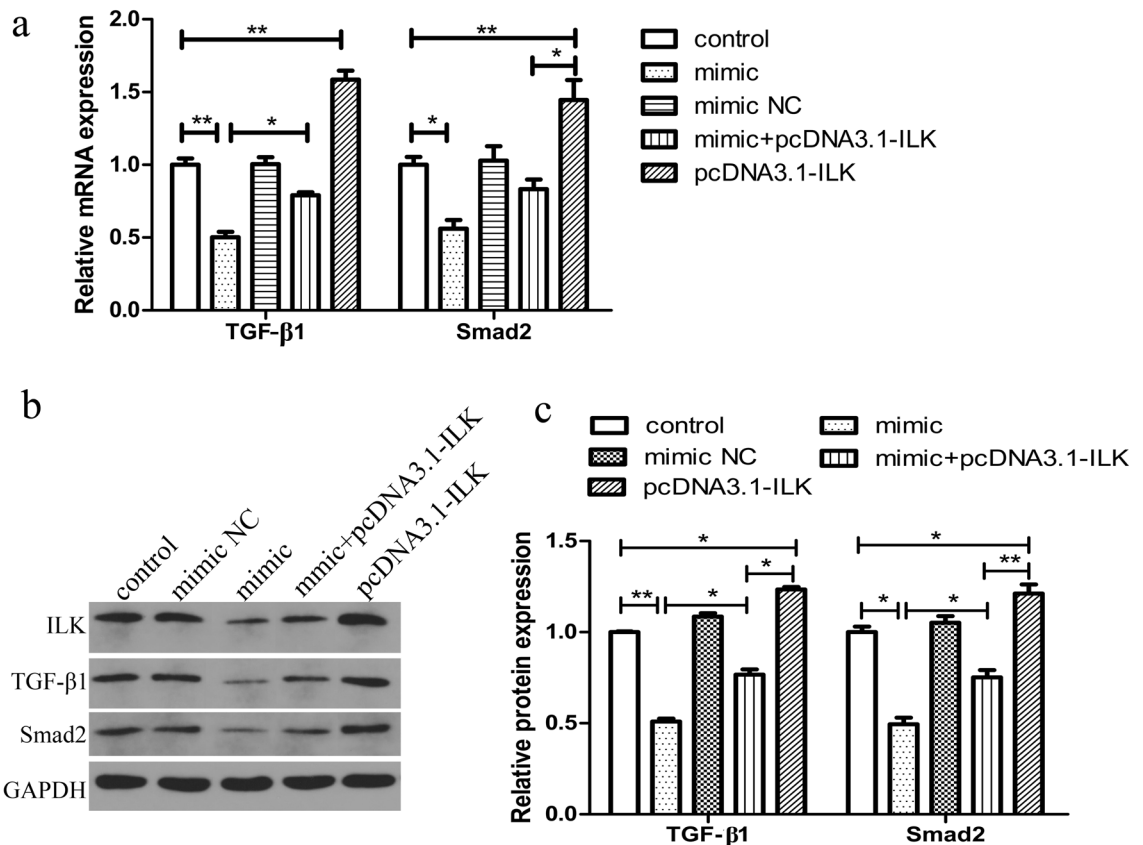 a
2.0
1.5
1.0
0.5
0.0
Relative mRNA expression
** * **
* * **
TGF-β1 Smad2
control
mimic
mimic NC
mimic+pcDNA3.1-ILK
pcDNA3.1-ILK
b
control
mimic NC
mimic
mmic+pcDNA3.1-ILK
pcDNA3.1-ILK
ILK
TGF-β1
Smad2
GAPDH
c
control mimic
mimic NC mimic+pcDNA3.1-ILK
pcDNA3.1-ILK
1.5
1.0
0.5
0.0
Relative protein expression
** * * *
* * ** *
TGF-β1 Smad2